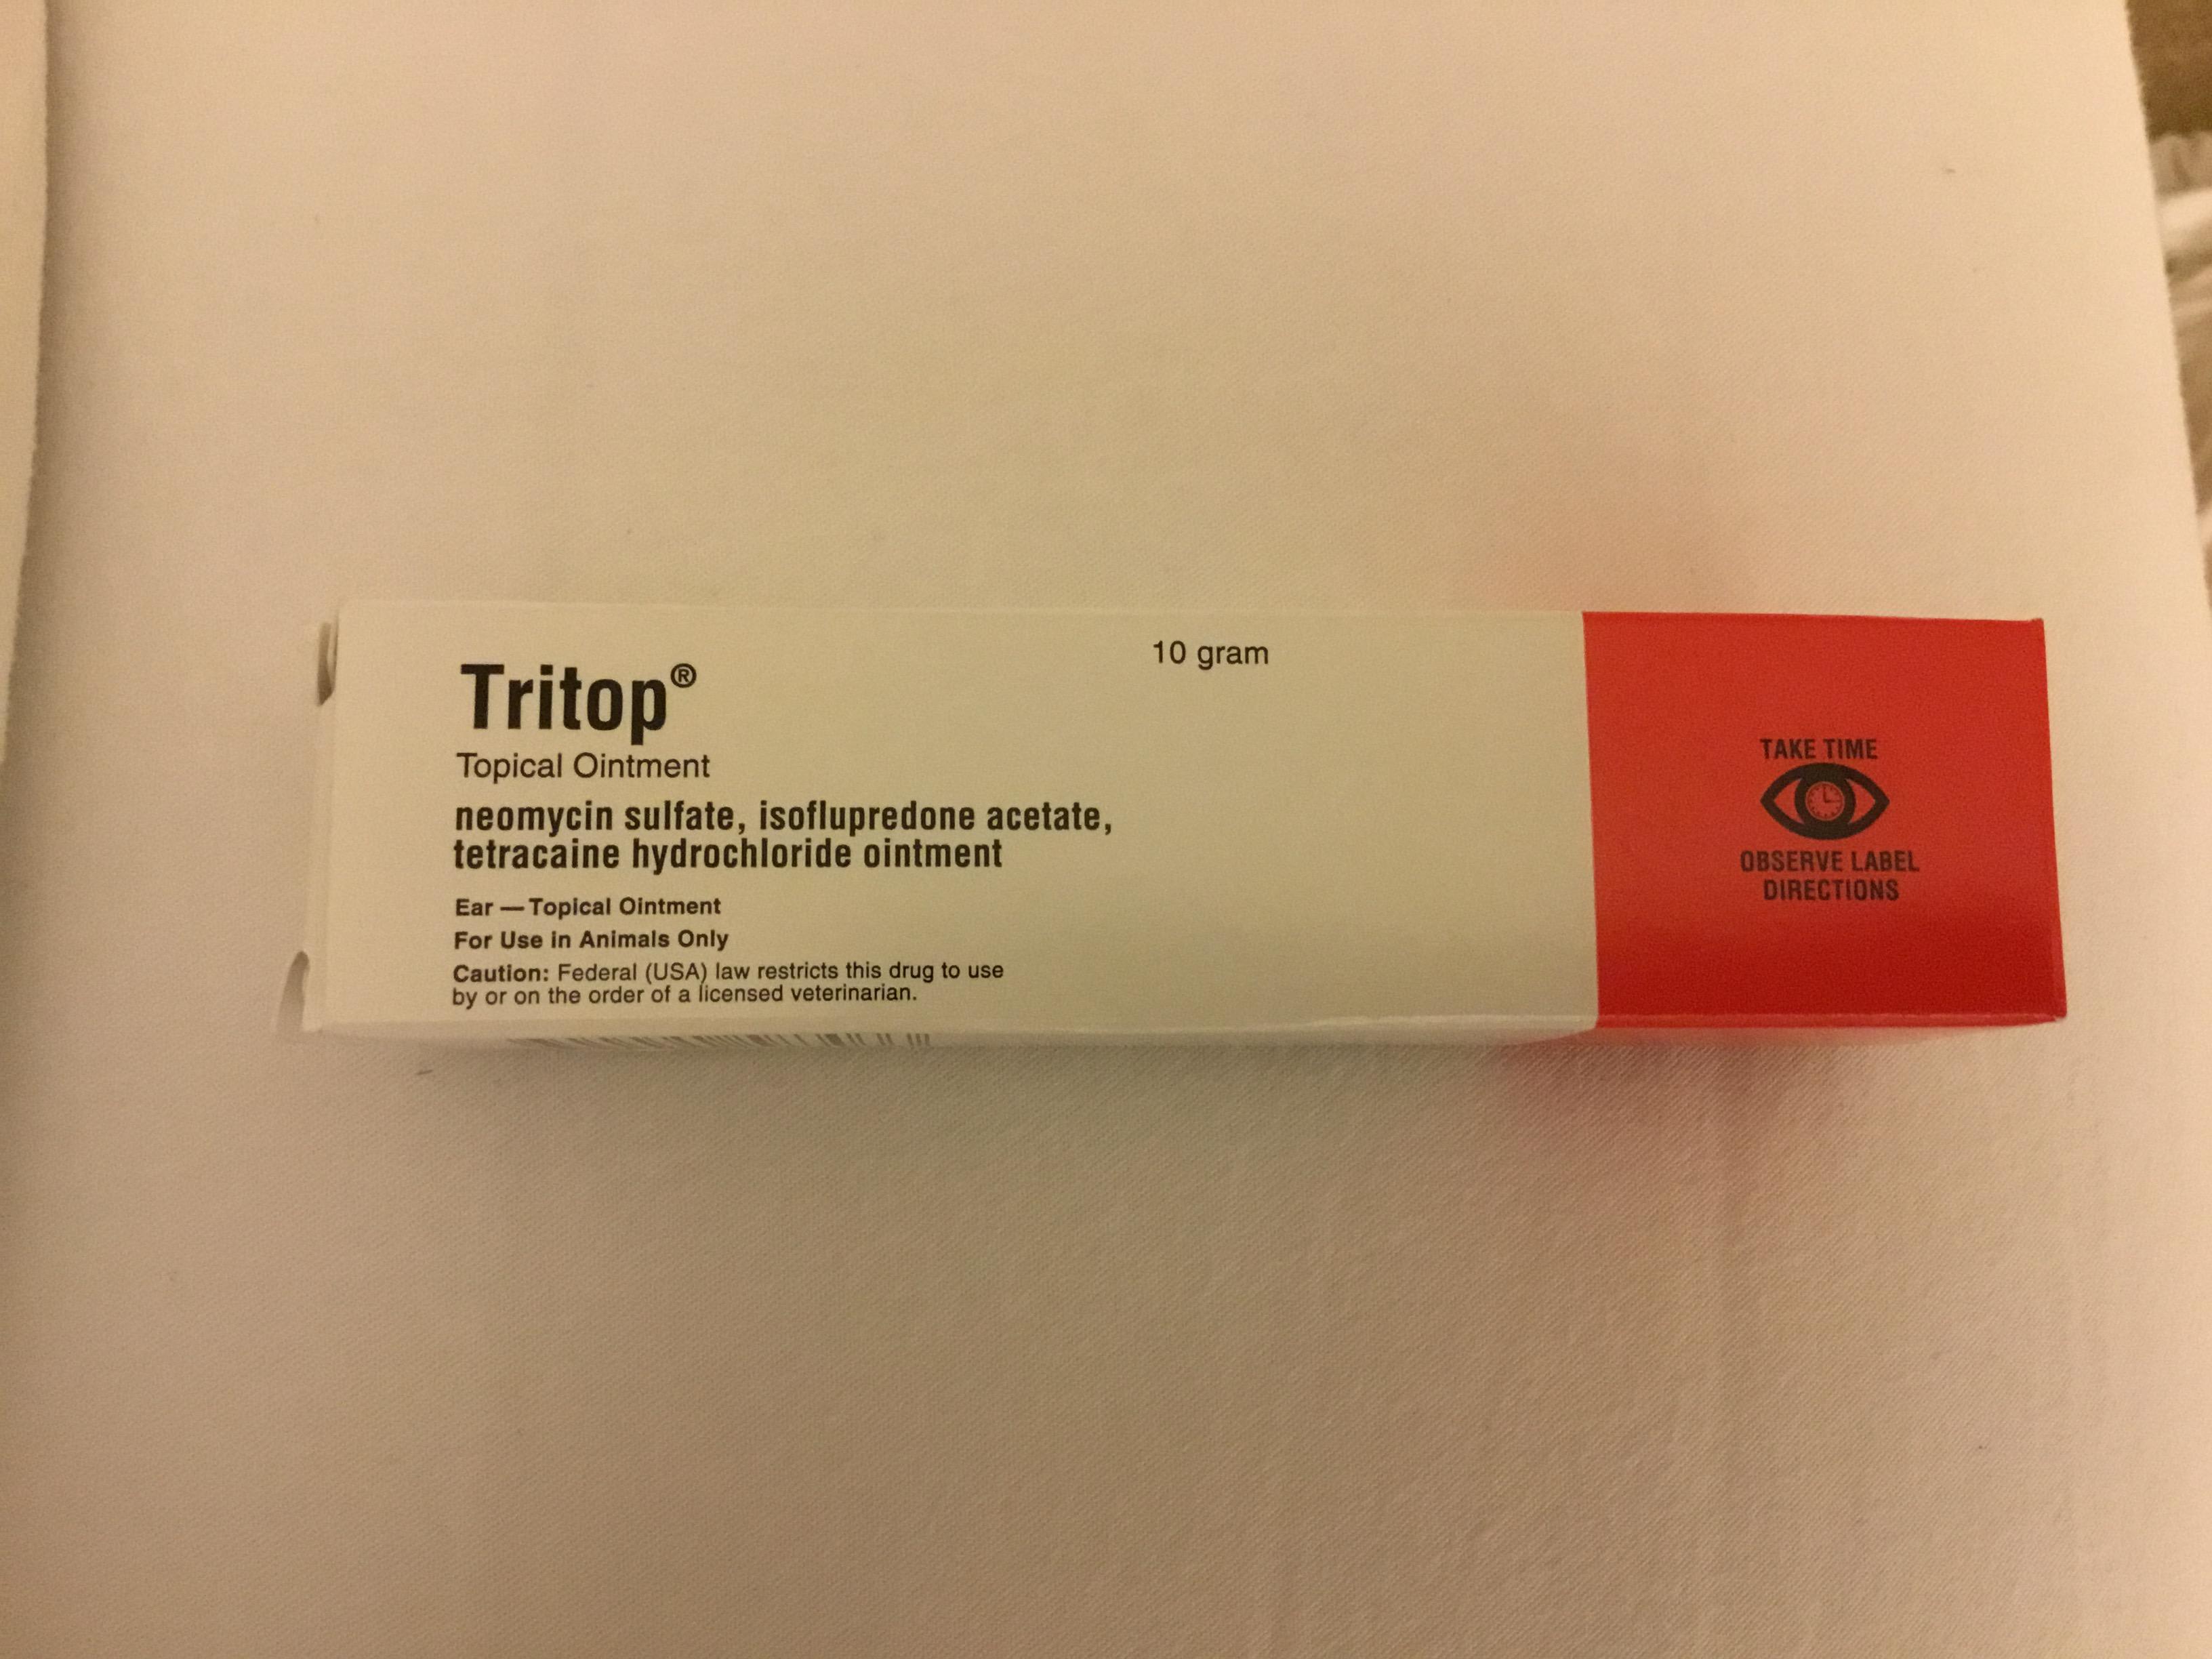 Tritop®
10 gram
Topical Ointment
neomycin sulfate, isoflupredone acetate,
tetracaine hydrochloride ointment
Ear — Topical Ointment
For Use in Animals Only
Caution: Federal (USA) law restricts this drug to use
by or on the order of a licensed veterinarian.
TAKE TIME
OBSERVE LABEL
DIRECTIONS